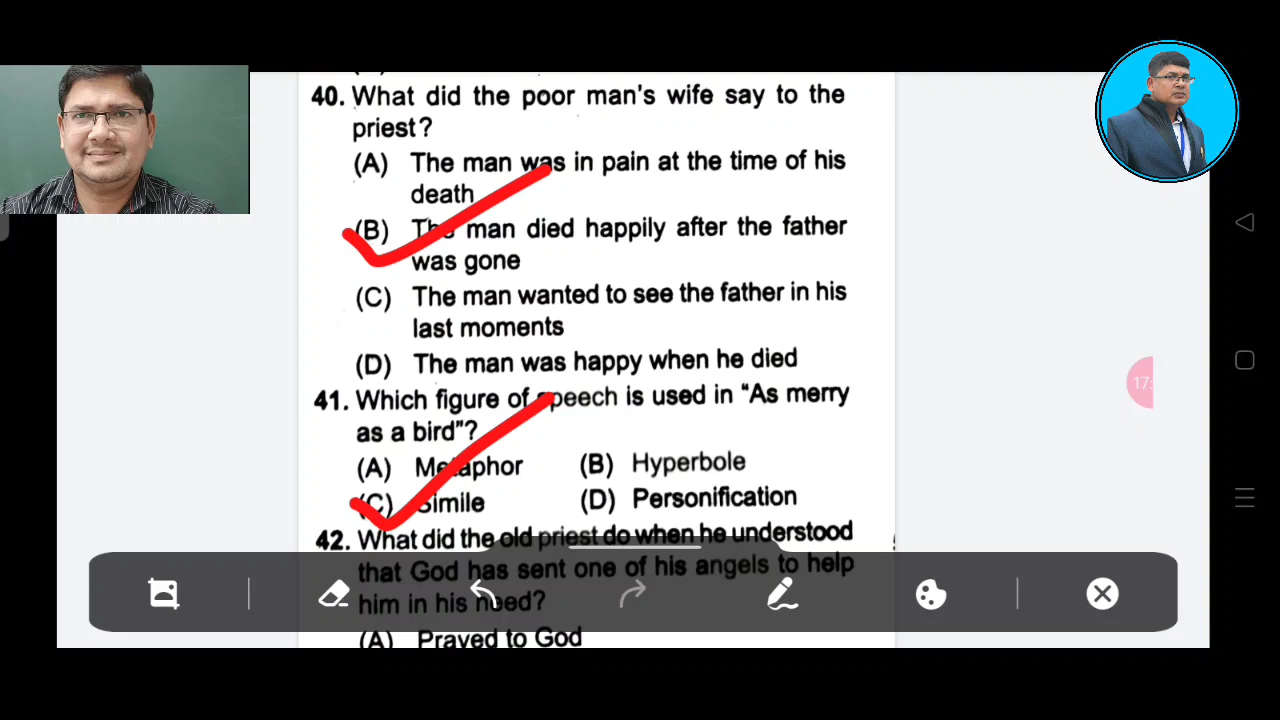 40. What did the poor man's wife say to the
priest?
(A) The man was in pain at the time of his
death
(B) The man died happily after the father
was gone
(C) The man wanted to see the father in his
last moments
(D) The man was happy when he died
41. Which figure of speech is used in "As merry
as a bird"?
(A) Metaphor (B) Hyperbole
(C) Simile (D) Personification
42. What did the old priest do when he understood
that God has sent one of his angels to help
him in his need?
(A) Prayed to God
17: